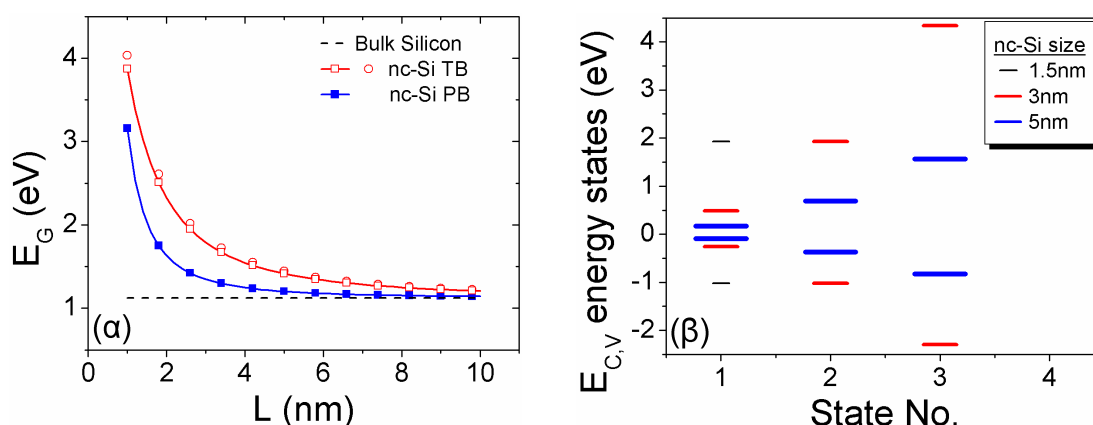 Bulk Silicon
nc-Si TB
nc-Si PB
4
3
2
1
E_G (eV)
(α)
0 2 4 6 8 10
L (nm)
nc-Si size
1.5nm
3nm
5nm
4
3
2
1
0
-1
-2
E_C,V energy states (eV)
(β)
1 2 3 4
State No.